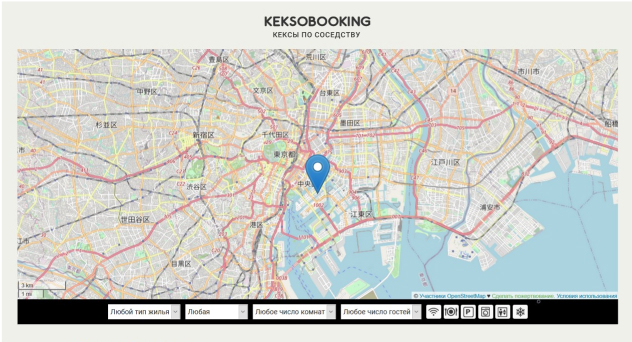 KEKSOBOOKING
КЕКСЫ ПО СОСЕДСТВУ
豊島区
荒川区
市川市
中野区
文京区
台東区
杉並区
新宿区
千代田区
墨田区
船橋
東京都
江戸川区
渋谷区
中央
江東区
浦安市
世田谷区
港区
目黒区
3 km
1 mi
© Участники OpenStreetMap ♥ Сделать пожертвование. Условия использования
Любой тип жилья
Любая
Любое число комнат
Любое число гостей
P